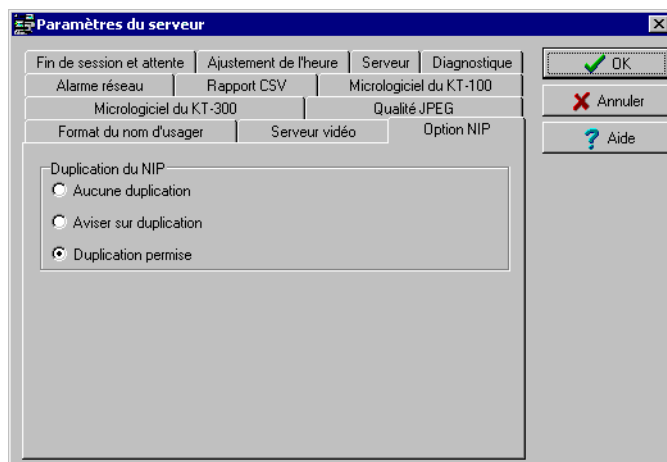 Paramètres du serveur
Fin de session et attente Ajustement de l'heure Serveur Diagnostique
Alarme réseau Rapport CSV Micrologiciel du KT-100
Micrologiciel du KT-300 Qualité JPEG
Format du nom d'usager Serveur vidéo Option NIP
Duplication du NIP
Aucune duplication
Aviser sur duplication
Duplication permise
OK
Annuler
Aide